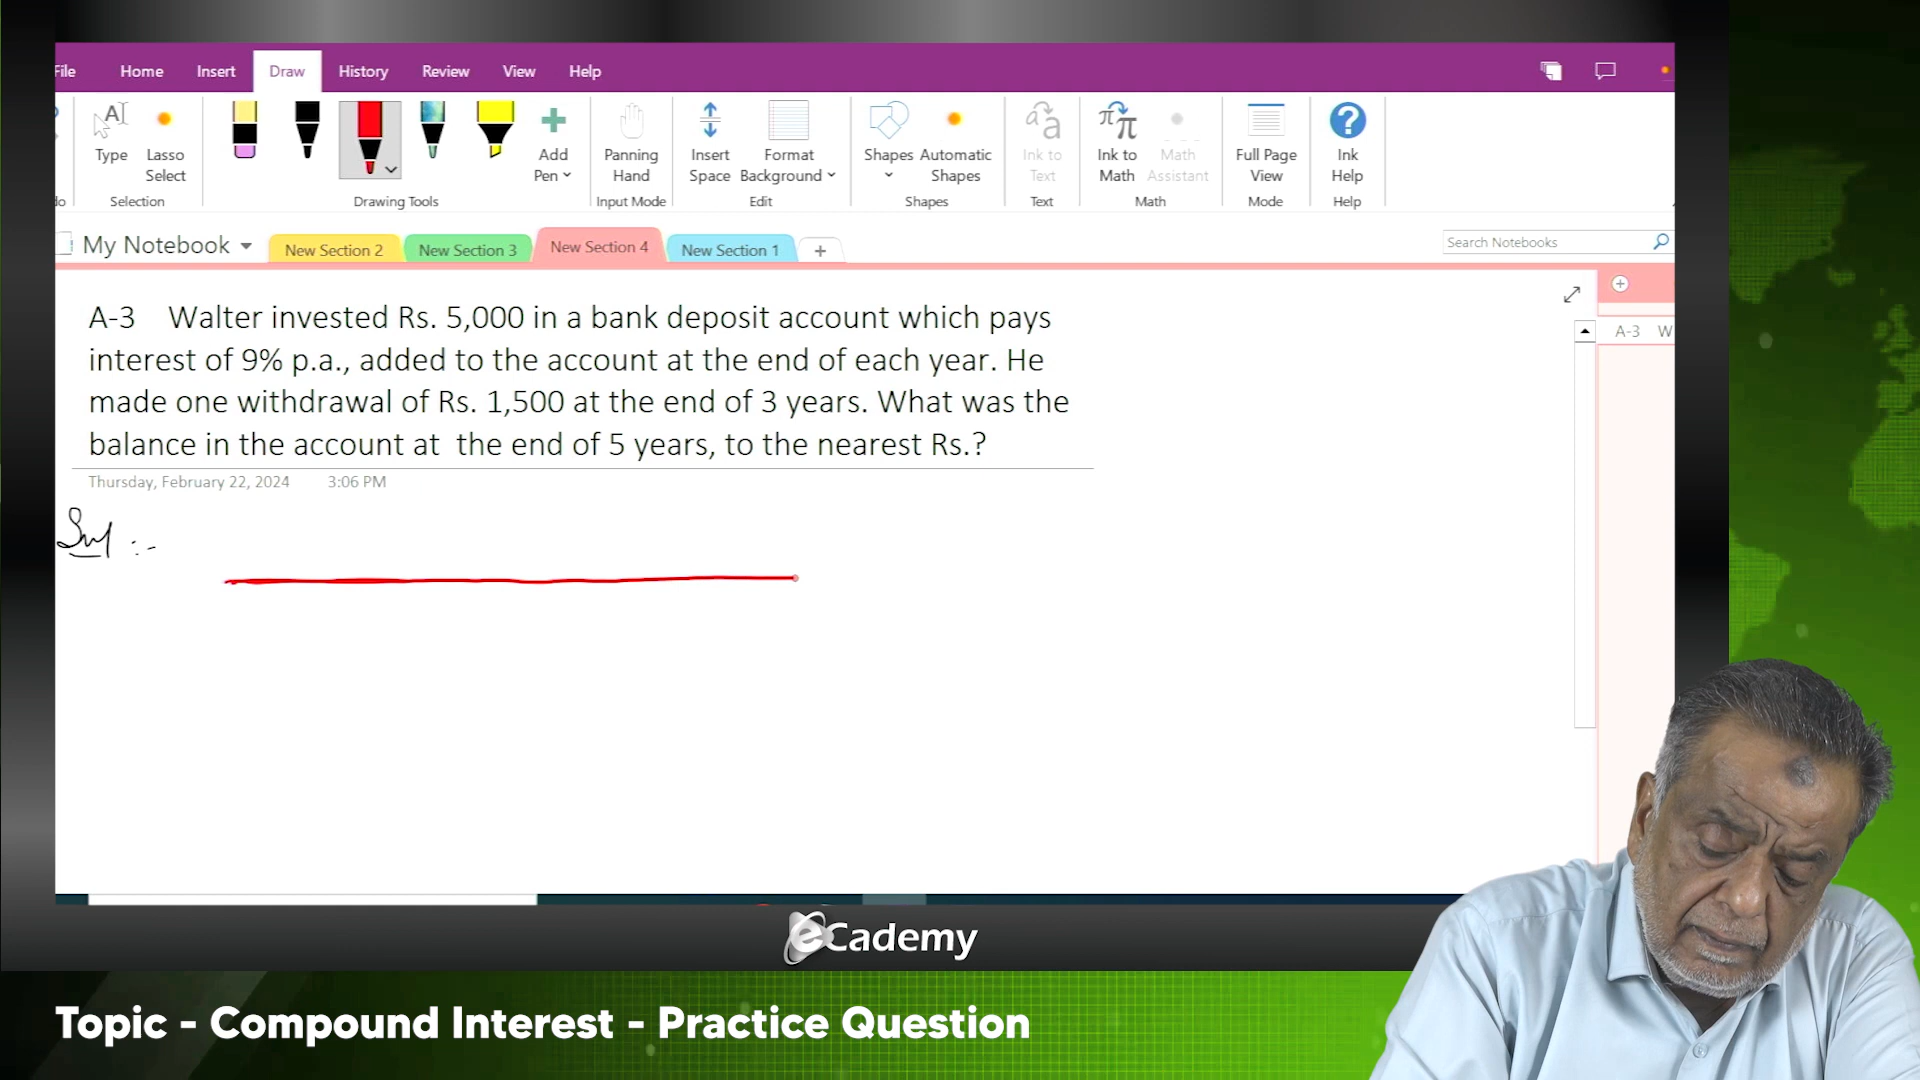 File Home Insert Draw History Review View Help
Type Lasso Select Add Pen Panning Hand Insert Space Format Background Shapes Automatic Shapes Ink to Text Ink to Math Math Assistant Full Page View Ink Help
Selection Drawing Tools Input Mode Edit Shapes Text Math Mode Help
My Notebook New Section 2 New Section 3 New Section 4 New Section 1 + Search Notebooks
A-3 Walter invested Rs. 5,000 in a bank deposit account which pays
interest of 9% p.a., added to the account at the end of each year. He
made one withdrawal of Rs. 1,500 at the end of 3 years. What was the
balance in the account at the end of 5 years, to the nearest Rs.?
A-3 W
Thursday, February 22, 2024 3:06 PM
eCademy
Topic - Compound Interest - Practice Question